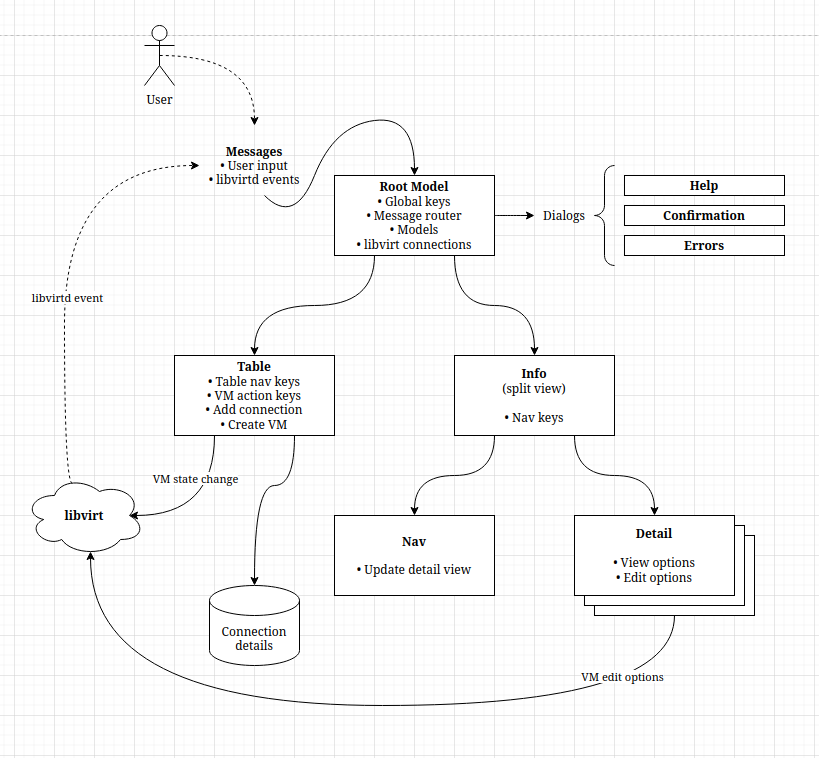 User
Messages
• User input
• libvirtd events
Root Model
• Global keys
• Message router
• Models
• libvirt connections
Dialogs
Help
Confirmation
Errors
libvirtd event
Table
• Table nav keys
• VM action keys
• Add connection
• Create VM
Info
(split view)
• Nav keys
VM state change
libvirt
Nav
• Update detail view
Detail
• View options
• Edit options
Connection
details
VM edit options